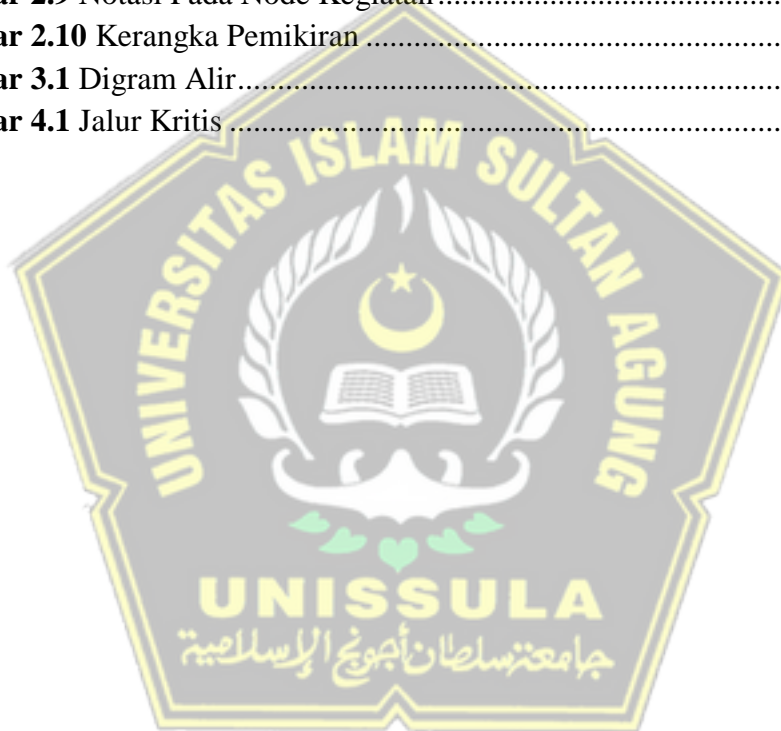 ar 2.9 Notasi Pada Node Kegiatan........................................
ar 2.10 Kerangka Pemikiran ..................................................
ar 3.1 Digram Alir..................................................................
ar 4.1 Jalur Kritis ..................................................................
UNIVERSITAS ISLAM SULTAN AGUNG
UNISSULA
جامعة سلطان أجونج الإسلامية